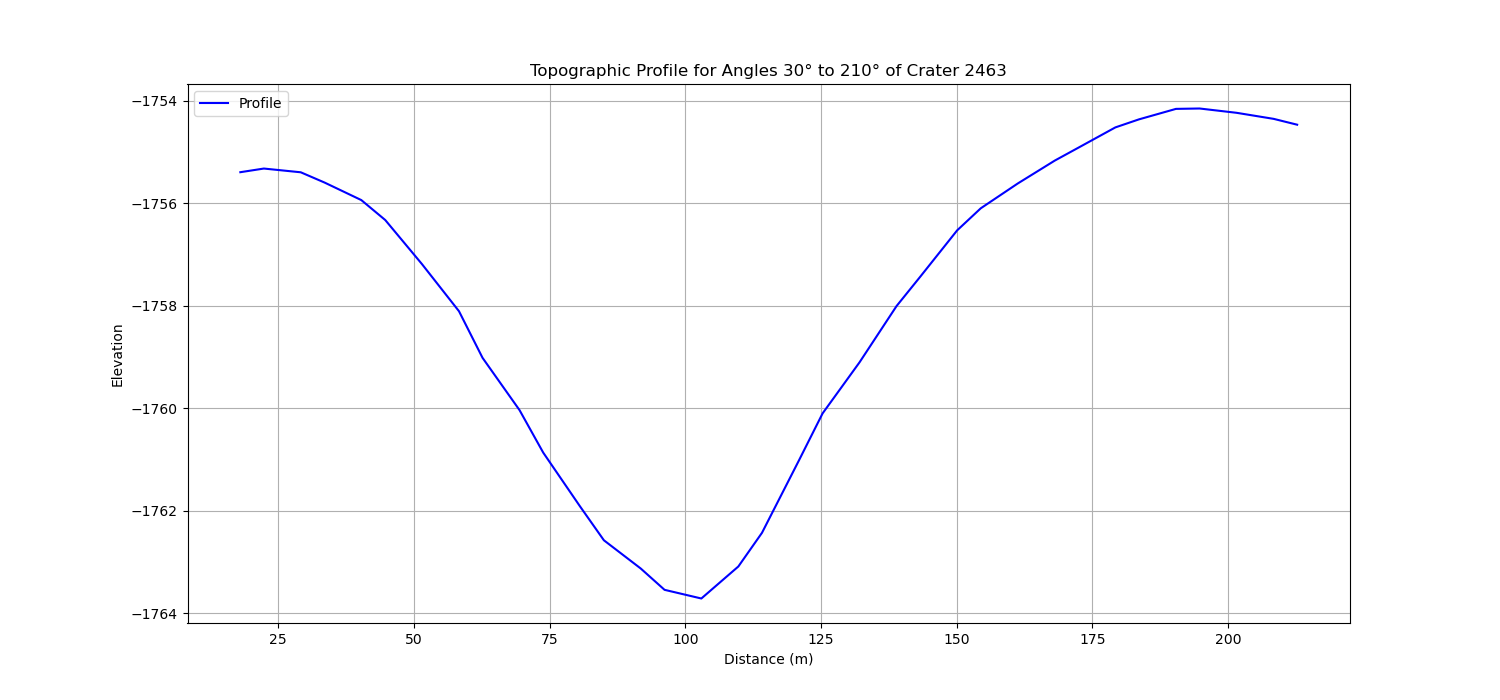 Topographic Profile for Angles 30° to 210° of Crater 2463
Profile
−1754
−1756
−1758
−1760
−1762
−1764
Elevation
25 50 75 100 125 150 175 200
Distance (m)